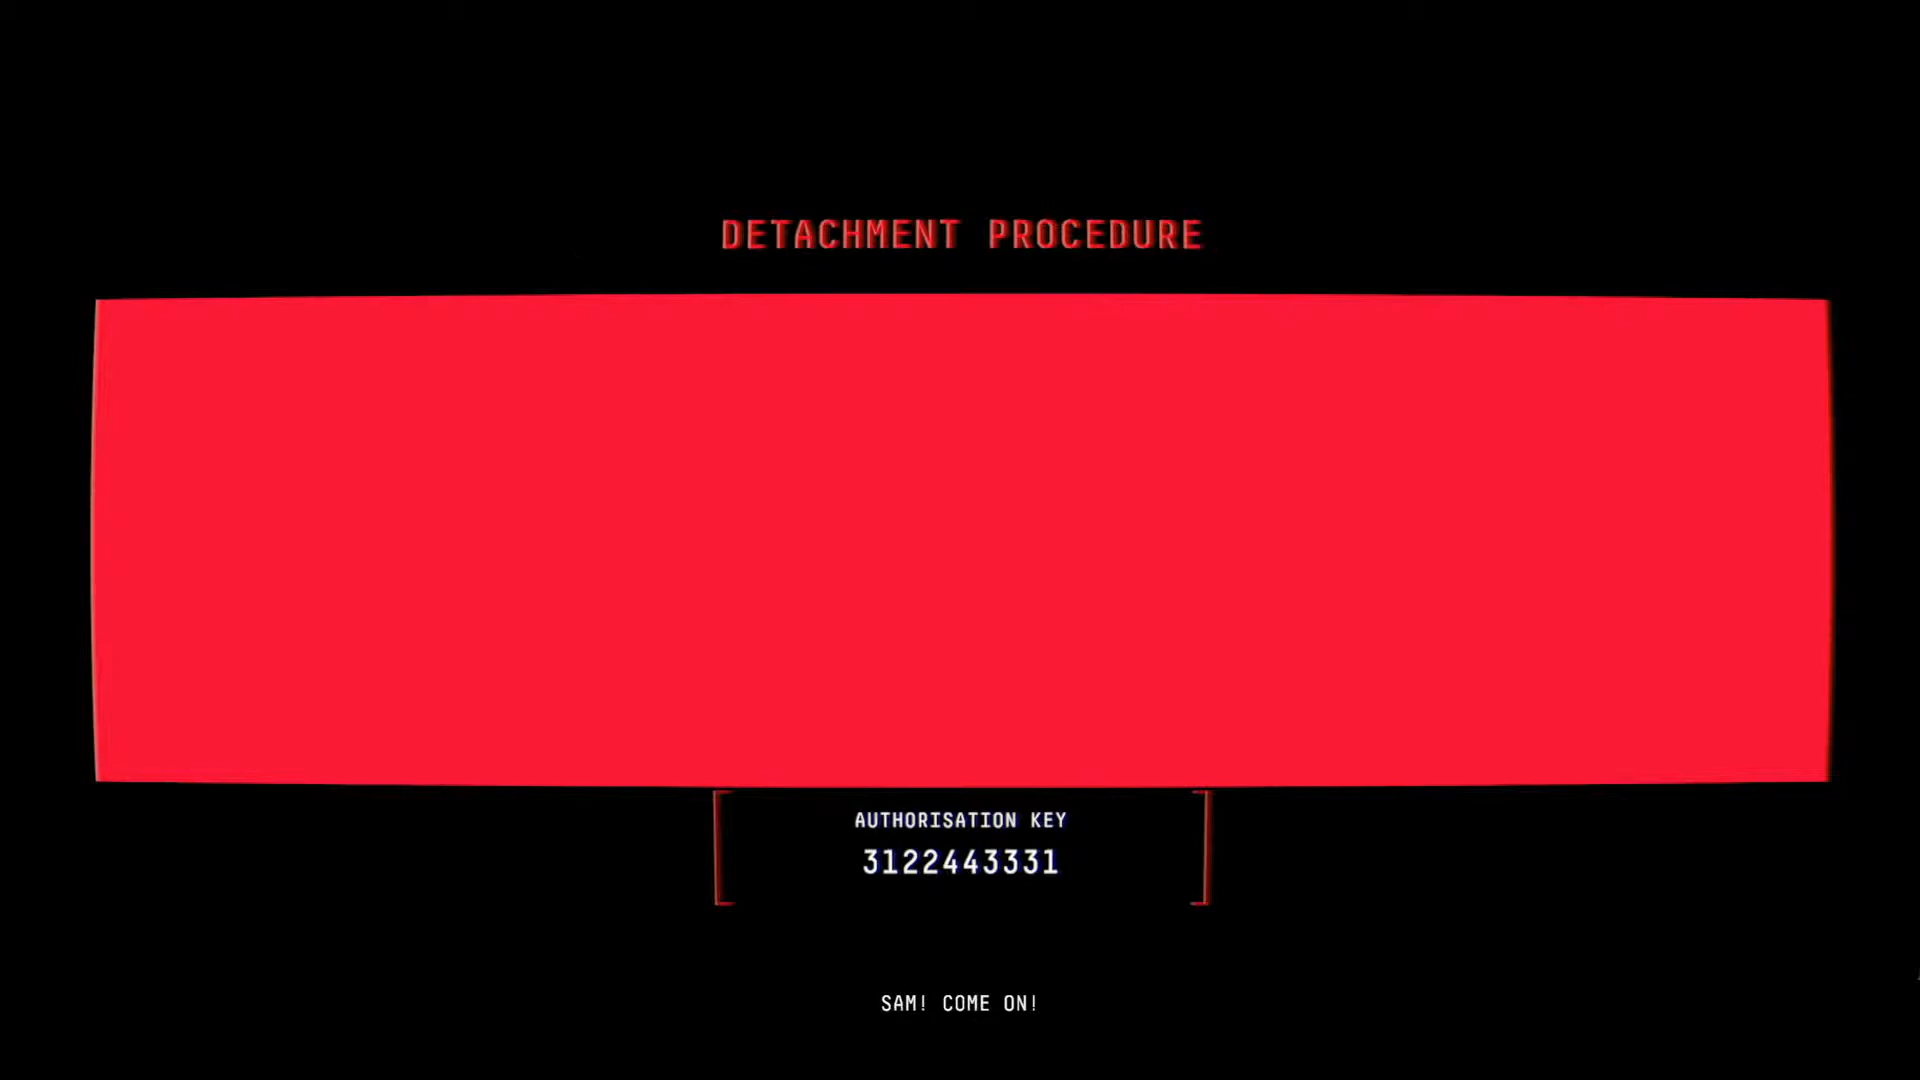 DETACHMENT PROCEDURE
AUTHORISATION KEY
3122443331
SAM! COME ON!